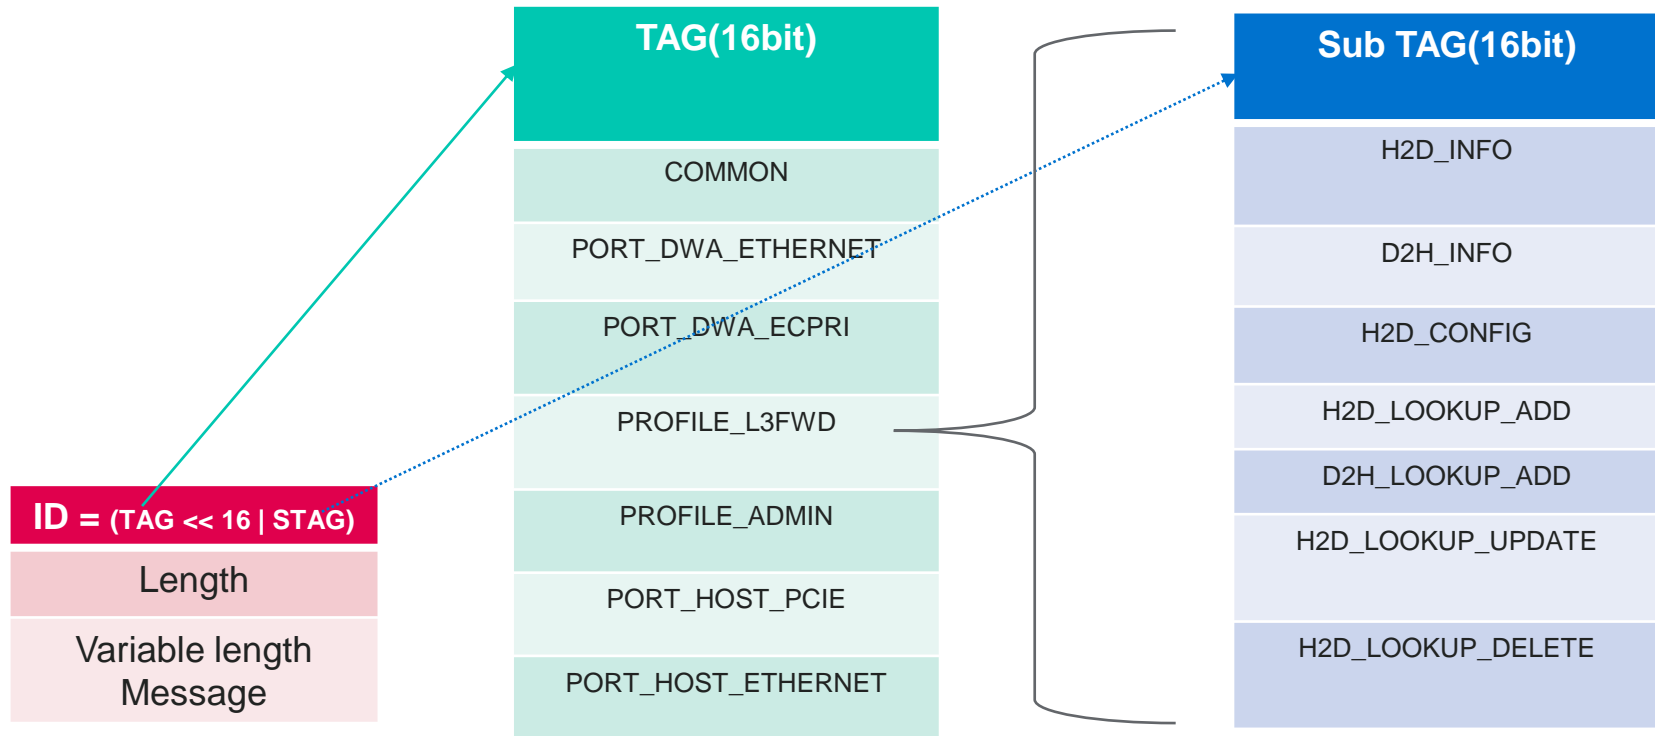 TAG(16bit)
COMMON
PORT_DWA_ETHERNET
PORT_DWA_ECPRI
PROFILE_L3FWD
PROFILE_ADMIN
PORT_HOST_PCIE
PORT_HOST_ETHERNET
Sub TAG(16bit)
H2D_INFO
D2H_INFO
H2D_CONFIG
H2D_LOOKUP_ADD
D2H_LOOKUP_ADD
H2D_LOOKUP_UPDATE
H2D_LOOKUP_DELETE
ID = (TAG << 16 | STAG)
Length
Variable length
Message